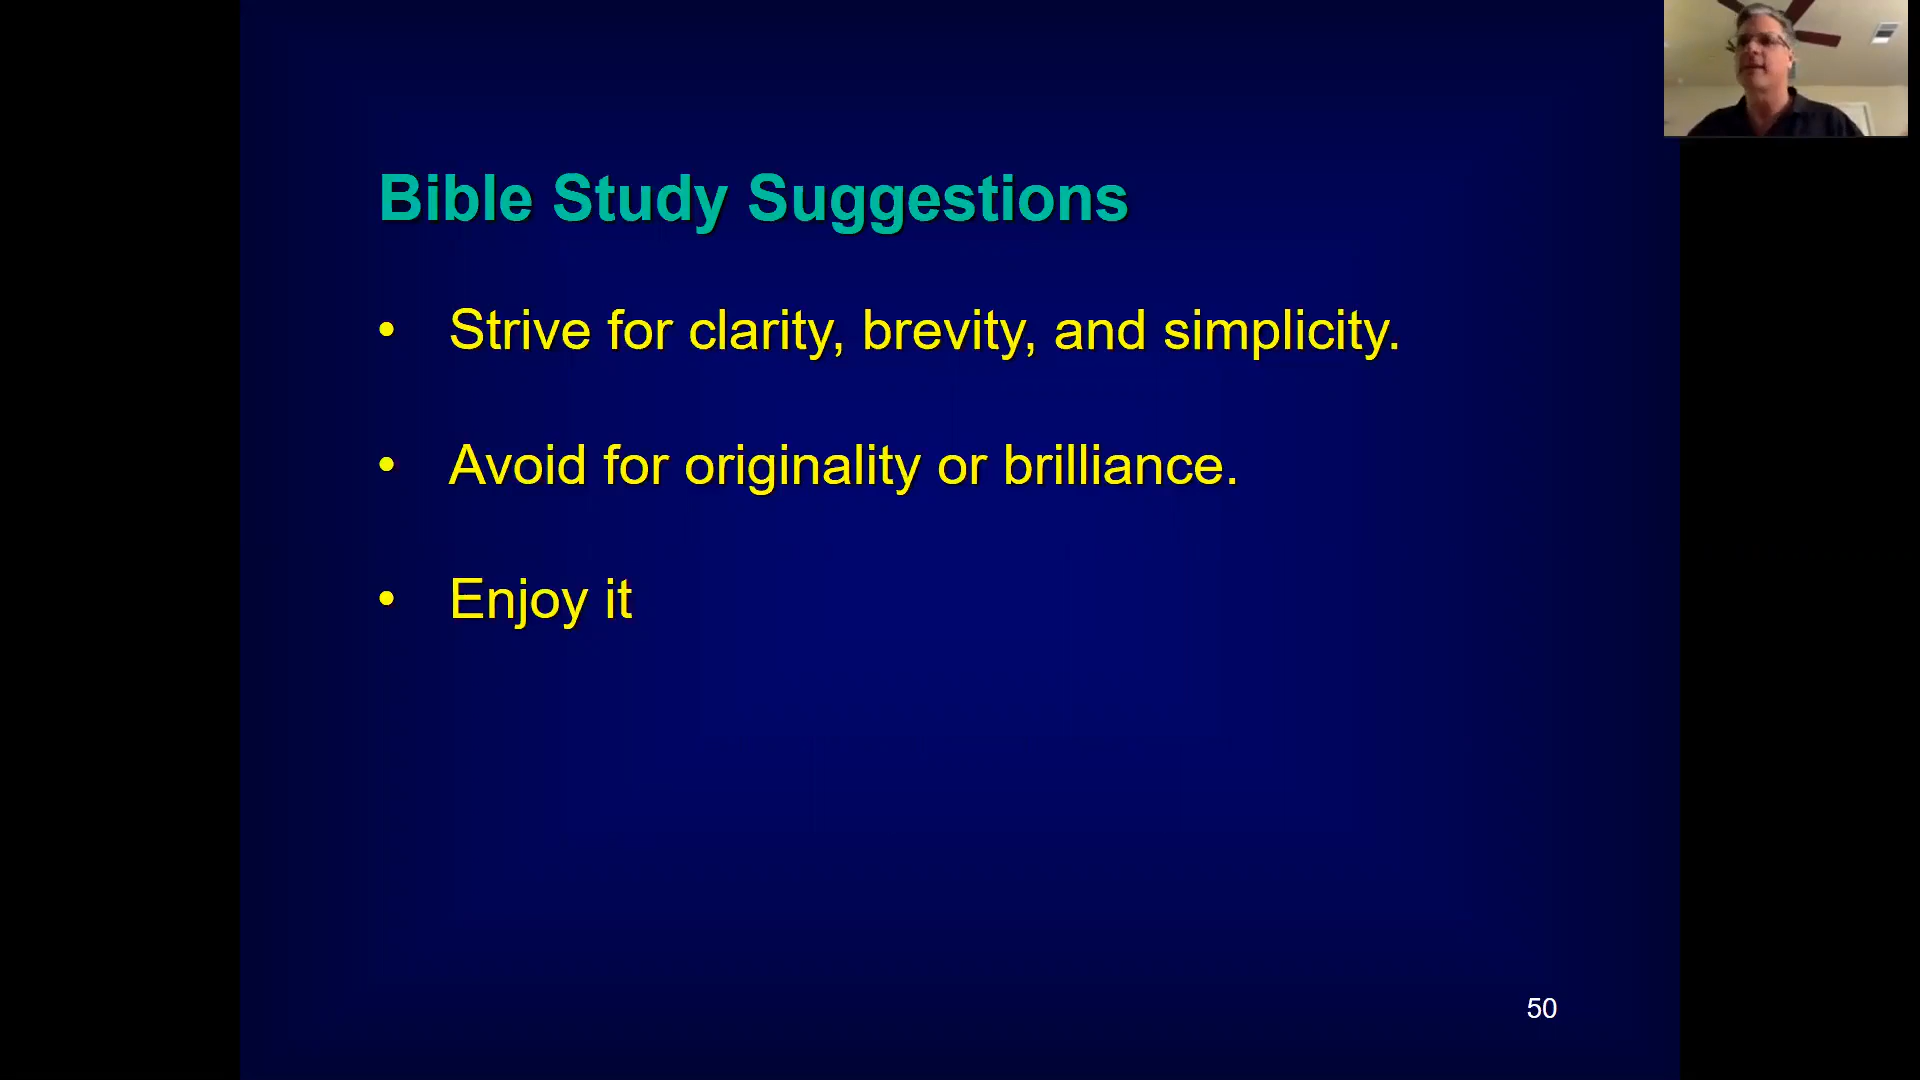 Bible Study Suggestions
• Strive for clarity, brevity, and simplicity.
• Avoid for originality or brilliance.
• Enjoy it
50